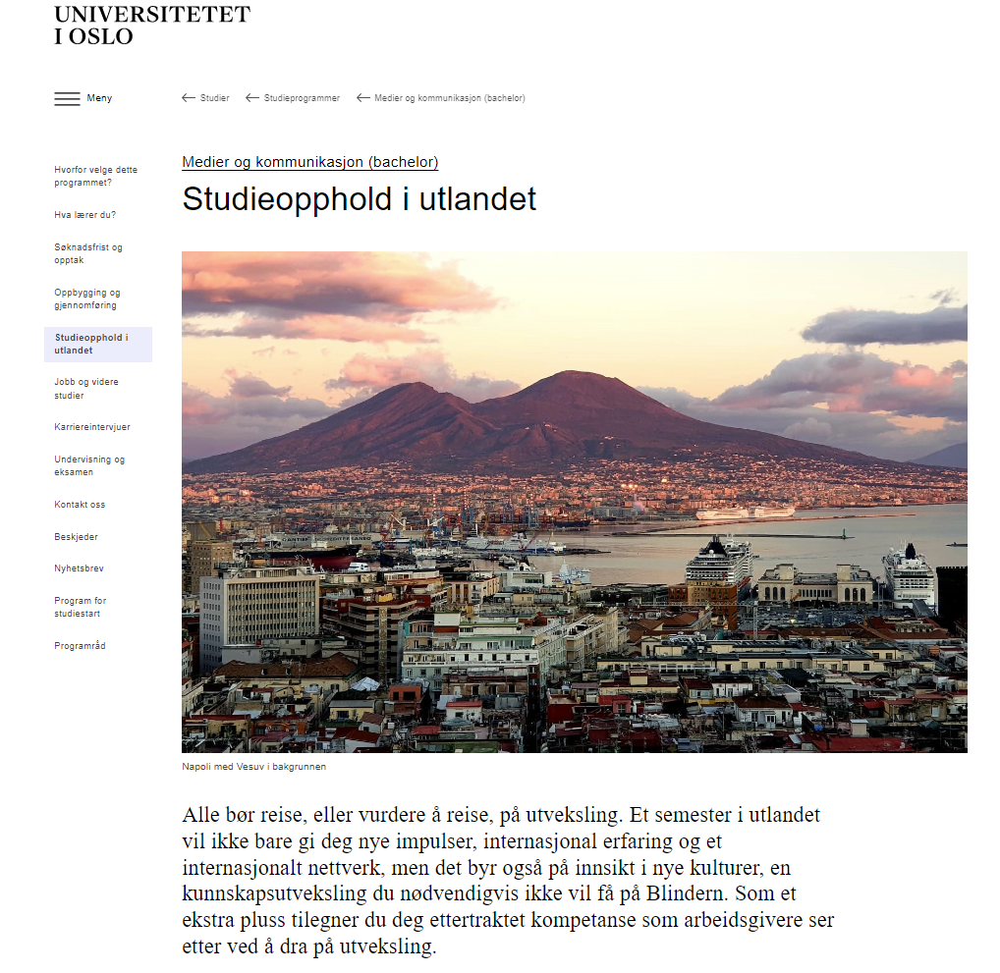 UNIVERSITETET
I OSLO
Meny
Studier
Studieprogrammer
Medier og kommunikasjon (bachelor)
Hvorfor velge dette
programmet?
Hva lærer du?
Søknadsfrist og
opptak
Oppbygging og
gjennomføring
Studieopphold i
utlandet
Jobb og videre
studier
Karriereintervjuer
Undervisning og
eksamen
Kontakt oss
Beskjeder
Nyhetsbrev
Program for
studiestart
Programråd
Medier og kommunikasjon (bachelor)
Studieopphold i utlandet
Napoli med Vesuv i bakgrunnen
Alle bør reise, eller vurdere å reise, på utveksling. Et semester i utlandet
vil ikke bare gi deg nye impulser, internasjonal erfaring og et
internasjonalt nettverk, men det byr også på innsikt i nye kulturer, en
kunnskapsutveksling du nødvendigvis ikke vil få på Blindern. Som et
ekstra pluss tilegner du deg ettertraktet kompetanse som arbeidsgivere ser
etter ved å dra på utveksling.